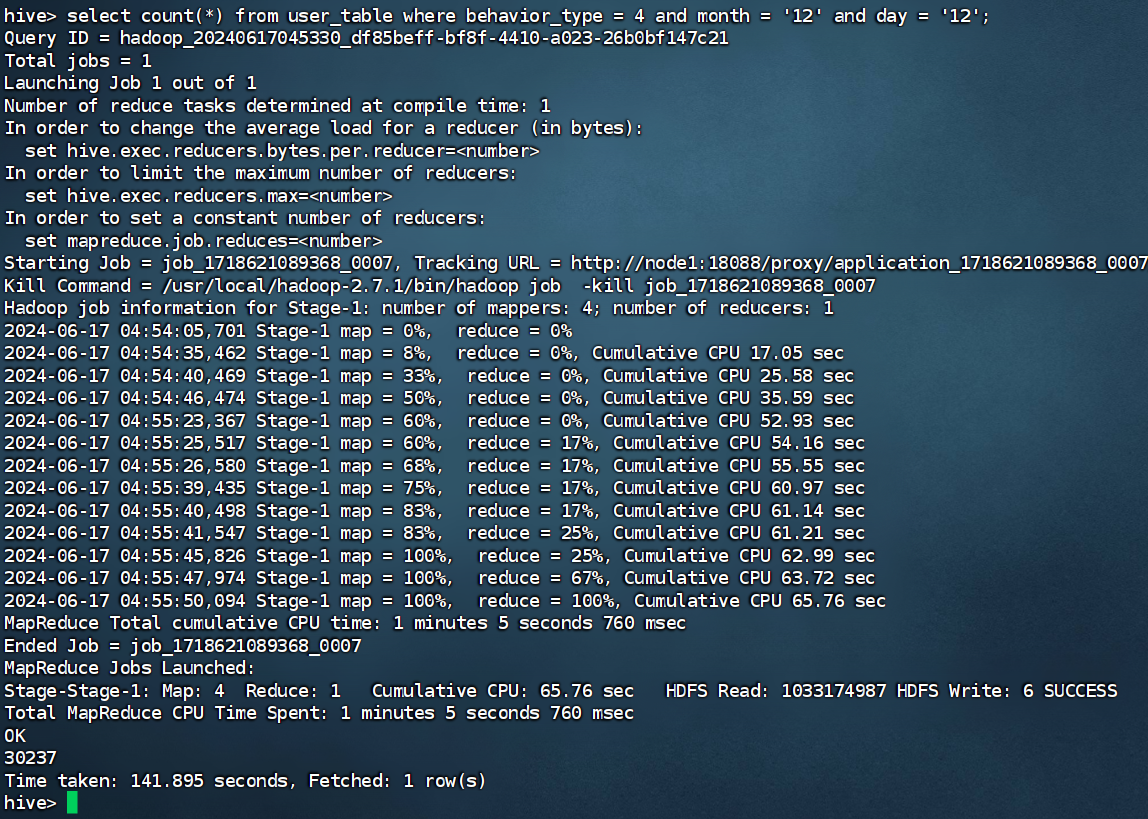 hive> select count(*) from user_table where behavior_type = 4 and month = '12' and day = '12';
Query ID = hadoop_20240617045330_df85beff-bf8f-4410-a023-26b0bf147c21
Total jobs = 1
Launching Job 1 out of 1
Number of reduce tasks determined at compile time: 1
In order to change the average load for a reducer (in bytes):
  set hive.exec.reducers.bytes.per.reducer=<number>
In order to limit the maximum number of reducers:
  set hive.exec.reducers.max=<number>
In order to set a constant number of reducers:
  set mapreduce.job.reduces=<number>
Starting Job = job_1718621089368_0007, Tracking URL = http://node1:18088/proxy/application_1718621089368_0007
Kill Command = /usr/local/hadoop-2.7.1/bin/hadoop job  -kill job_1718621089368_0007
Hadoop job information for Stage-1: number of mappers: 4; number of reducers: 1
2024-06-17 04:54:05,701 Stage-1 map = 0%,  reduce = 0%
2024-06-17 04:54:35,462 Stage-1 map = 8%,  reduce = 0%, Cumulative CPU 17.05 sec
2024-06-17 04:54:40,469 Stage-1 map = 33%,  reduce = 0%, Cumulative CPU 25.58 sec
2024-06-17 04:54:46,474 Stage-1 map = 50%,  reduce = 0%, Cumulative CPU 35.59 sec
2024-06-17 04:55:23,367 Stage-1 map = 60%,  reduce = 0%, Cumulative CPU 52.93 sec
2024-06-17 04:55:25,517 Stage-1 map = 60%,  reduce = 17%, Cumulative CPU 54.16 sec
2024-06-17 04:55:26,580 Stage-1 map = 68%,  reduce = 17%, Cumulative CPU 55.55 sec
2024-06-17 04:55:39,435 Stage-1 map = 75%,  reduce = 17%, Cumulative CPU 60.97 sec
2024-06-17 04:55:40,498 Stage-1 map = 83%,  reduce = 17%, Cumulative CPU 61.14 sec
2024-06-17 04:55:41,547 Stage-1 map = 83%,  reduce = 25%, Cumulative CPU 61.21 sec
2024-06-17 04:55:45,826 Stage-1 map = 100%,  reduce = 25%, Cumulative CPU 62.99 sec
2024-06-17 04:55:47,974 Stage-1 map = 100%,  reduce = 67%, Cumulative CPU 63.72 sec
2024-06-17 04:55:50,094 Stage-1 map = 100%,  reduce = 100%, Cumulative CPU 65.76 sec
MapReduce Total cumulative CPU time: 1 minutes 5 seconds 760 msec
Ended Job = job_1718621089368_0007
MapReduce Jobs Launched:
Stage-Stage-1: Map: 4  Reduce: 1   Cumulative CPU: 65.76 sec   HDFS Read: 1033174987 HDFS Write: 6 SUCCESS
Total MapReduce CPU Time Spent: 1 minutes 5 seconds 760 msec
OK
30237
Time taken: 141.895 seconds, Fetched: 1 row(s)
hive>